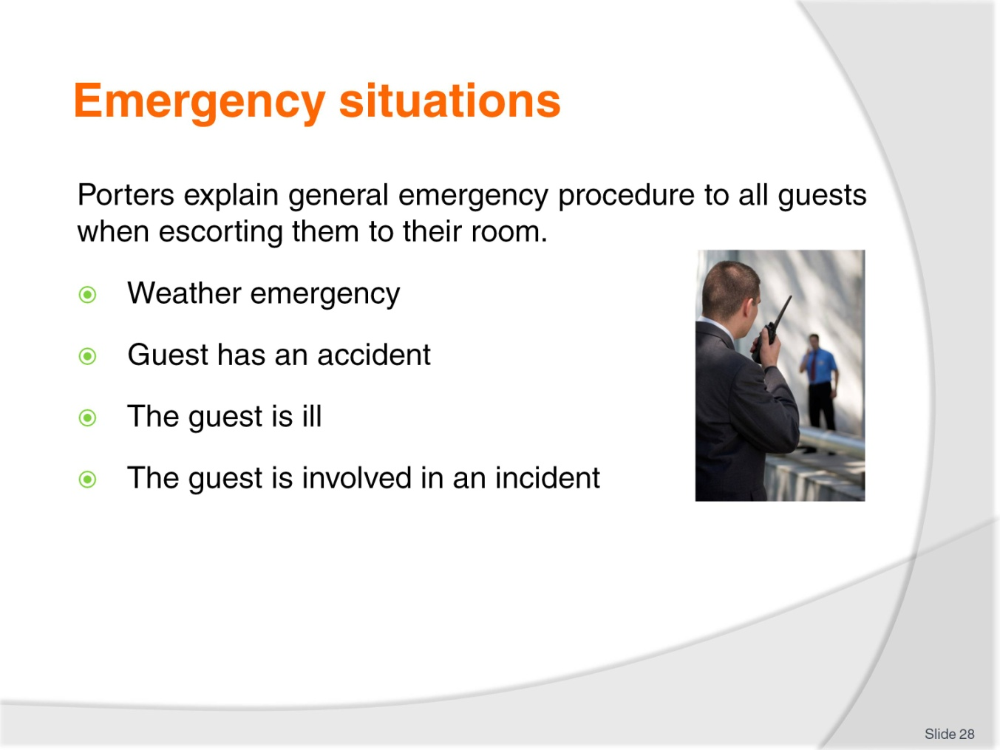 Emergency situations
Porters explain general emergency procedure to all guests
when escorting them to their room.
Weather emergency
Guest has an accident
The guest is ill
The guest is involved in an incident
Slide 28